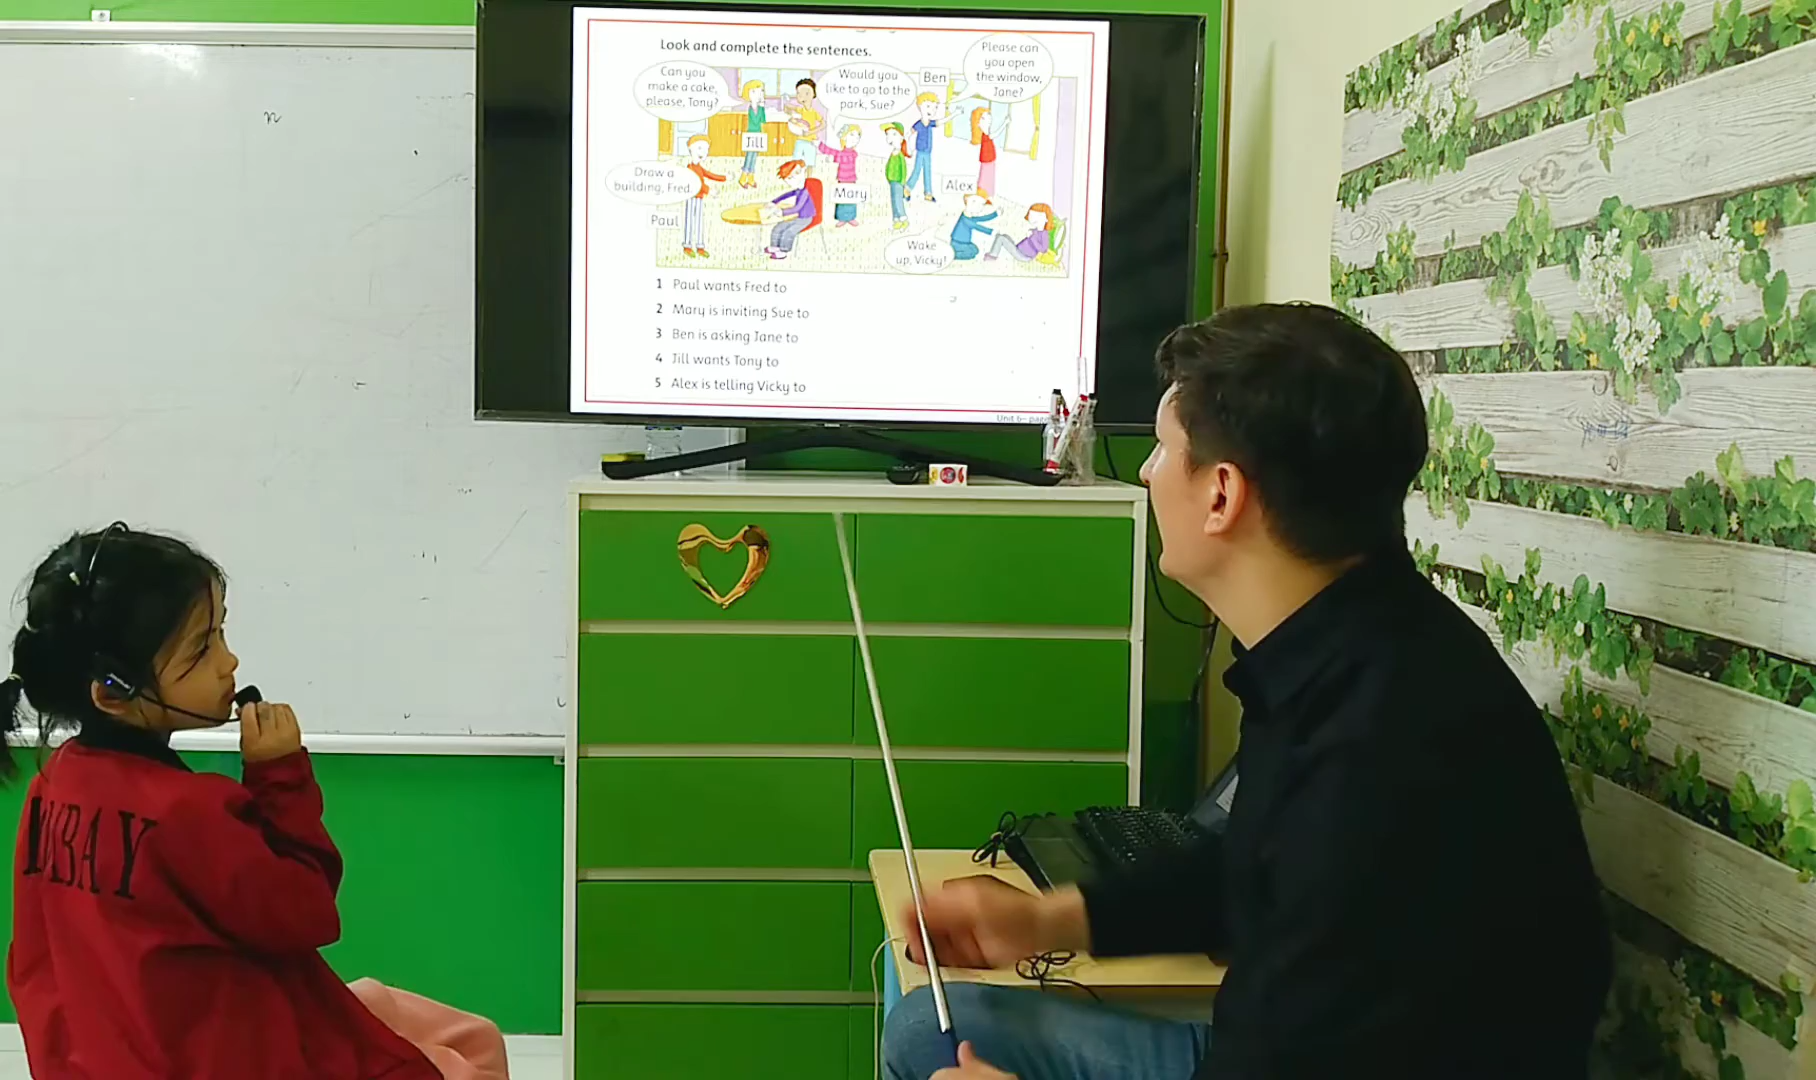 Look and complete the sentences.
Can you
make a cake,
please, Tony?
Jill
Would you
like to go to the
park, Sue?
Ben
Please can
you open
the window,
Jane?
Draw a
building, Fred.
Paul
Mary
Alex
Wake
up, Vicky!
1 Paul wants Fred to
2 Mary is inviting Sue to
3 Ben is asking Jane to
4 Jill wants Tony to
5 Alex is telling Vicky to
n